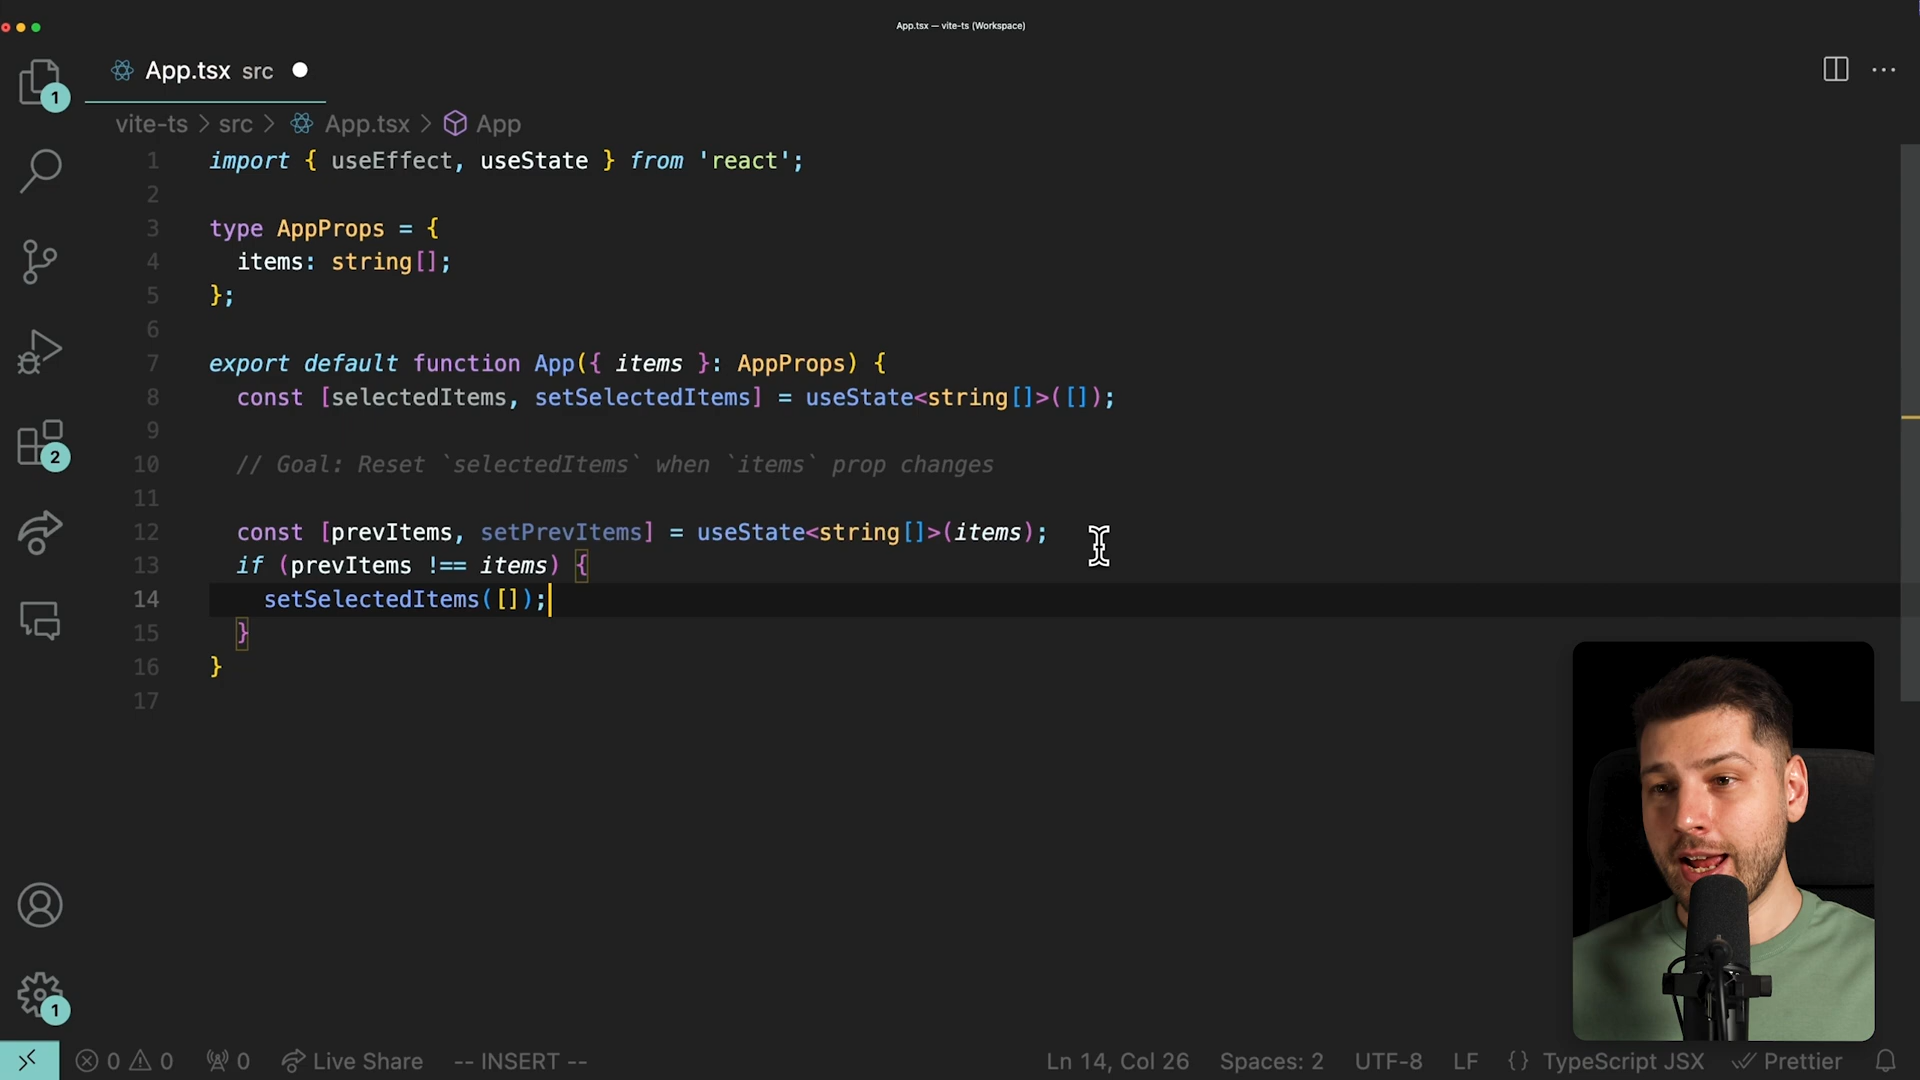 App.tsx — vite-ts (Workspace)
App.tsx src
vite-ts > src > App.tsx > App
1 import { useEffect, useState } from 'react';
2
3 type AppProps = {
4 items: string[];
5 };
6
7 export default function App({ items }: AppProps) {
8 const [selectedItems, setSelectedItems] = useState<string[]>([]);
9
10 // Goal: Reset `selectedItems` when `items` prop changes
11
12 const [prevItems, setPrevItems] = useState<string[]>(items);
13 if (prevItems !== items) {
14 setSelectedItems([]);
15 }
16 }
17
1
2
1
0 0 0 Live Share -- INSERT -- Ln 14, Col 26 Spaces: 2 UTF-8 LF {} TypeScript JSX Prettier